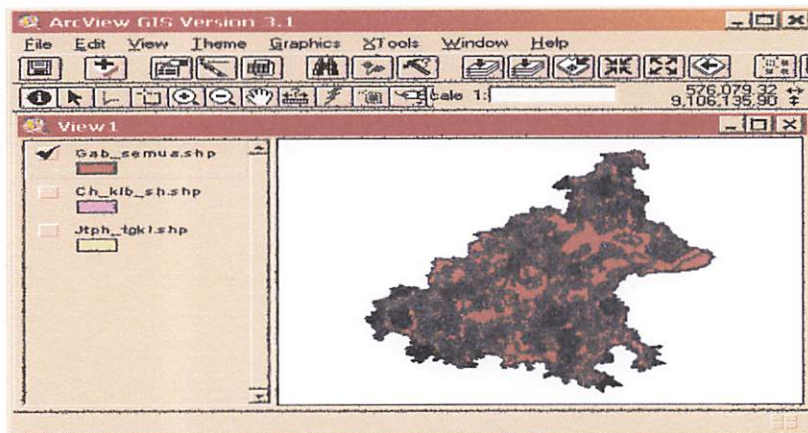 ArcView GIS Version 3.1
File Edit View Theme Graphics XTools Window Help
cale 1:
576,079.32
9,106,135.90
View1
Gab_semua.shp
Ch_klb_sh.shp
Jtph_tgkl.shp